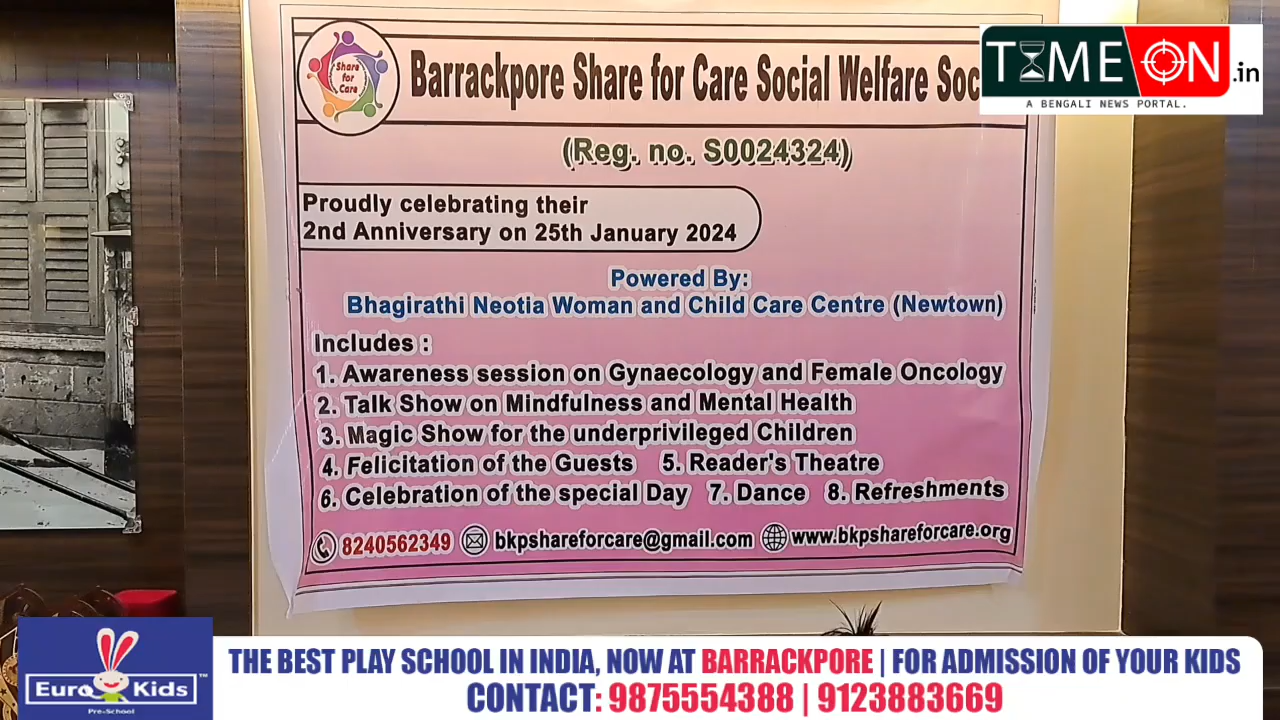 Share
for
Care
Barrackpore Share for Care Social Welfare Soc
TIMEON.in
A BENGALI NEWS PORTAL.
(Reg. no. S0024324)
Proudly celebrating their
2nd Anniversary on 25th January 2024
Powered By:
Bhagirathi Neotia Woman and Child Care Centre (Newtown)
Includes :
1. Awareness session on Gynaecology and Female Oncology
2. Talk Show on Mindfulness and Mental Health
3. Magic Show for the underprivileged Children
4. Felicitation of the Guests 5. Reader's Theatre
6. Celebration of the special Day 7. Dance 8. Refreshments
8240562349 bkpshareforcare@gmail.com www.bkpshareforcare.org
Euro Kids TM
Pre-School
THE BEST PLAY SCHOOL IN INDIA, NOW AT BARRACKPORE | FOR ADMISSION OF YOUR KIDS
CONTACT: 9875554388 | 9123883669